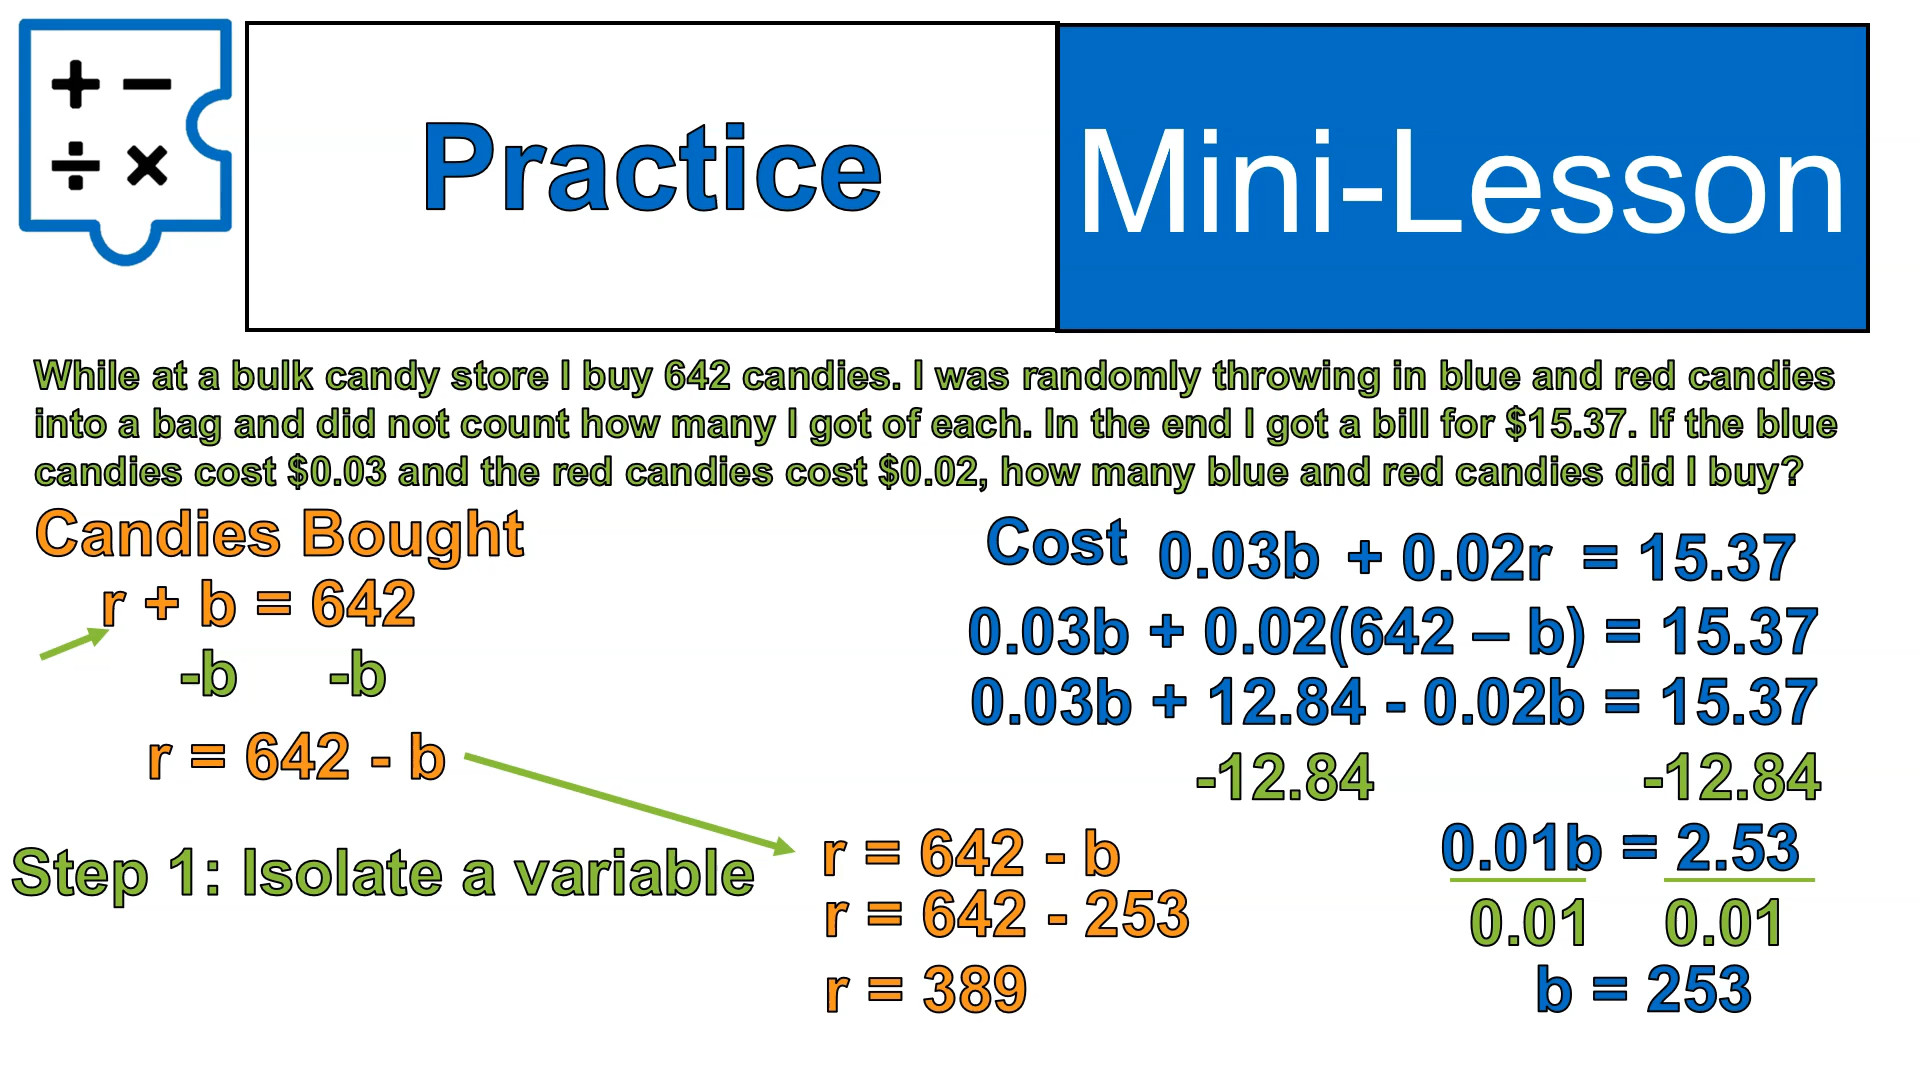 + −
÷ ×
Practice
Mini-Lesson
While at a bulk candy store I buy 642 candies. I was randomly throwing in blue and red candies
into a bag and did not count how many I got of each. In the end I got a bill for $15.37. If the blue
candies cost $0.03 and the red candies cost $0.02, how many blue and red candies did I buy?
Candies Bought
r + b = 642
-b -b
r = 642 - b
Step 1: Isolate a variable
r = 642 - b
r = 642 - 253
r = 389
Cost 0.03b + 0.02r = 15.37
0.03b + 0.02(642 – b) = 15.37
0.03b + 12.84 - 0.02b = 15.37
-12.84 -12.84
0.01b = 2.53
0.01 0.01
b = 253